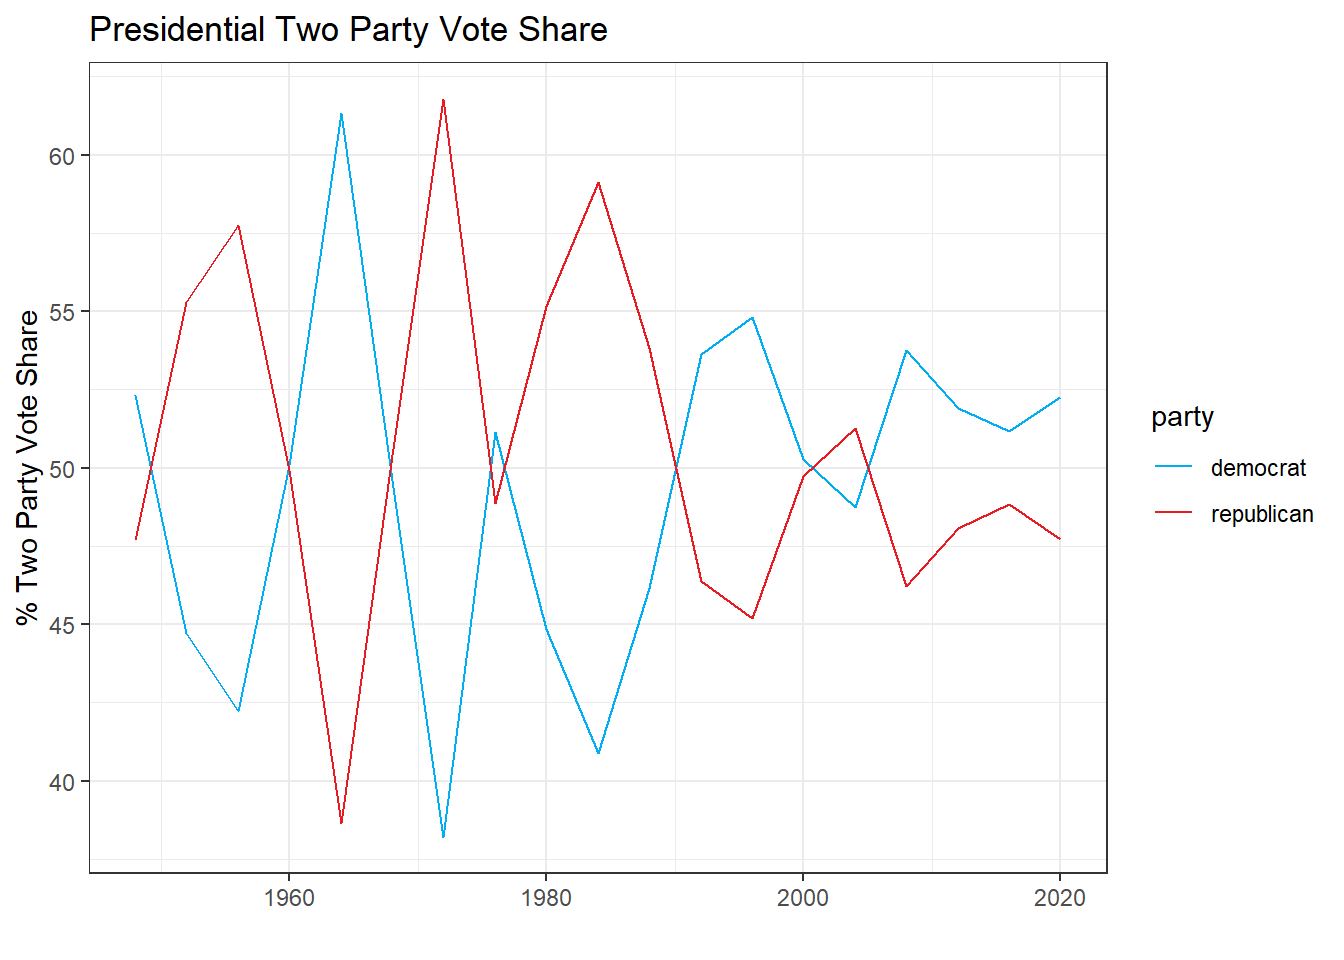 Presidential Two Party Vote Share
% Two Party Vote Share
60
55
50
45
40
1960
1980
2000
2020
party
democrat
republican